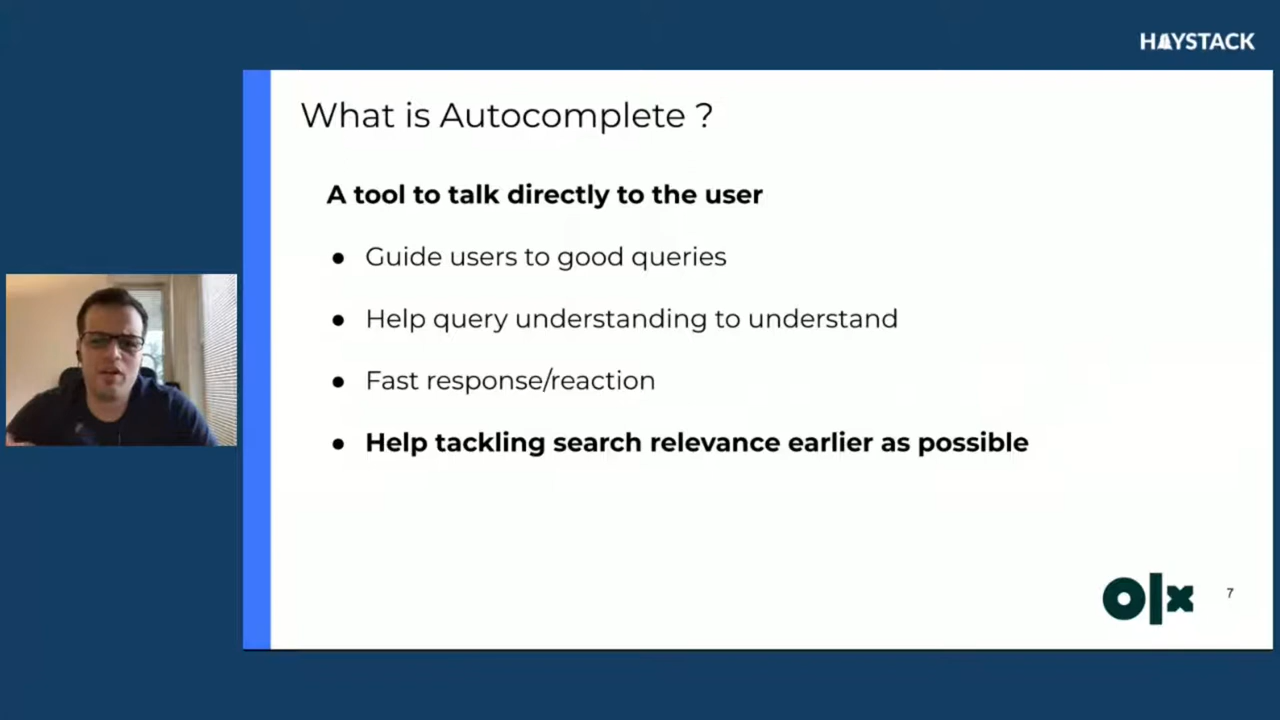 HAYSTACK
What is Autocomplete ?
A tool to talk directly to the user
● Guide users to good queries
● Help query understanding to understand
● Fast response/reaction
● Help tackling search relevance earlier as possible
olx
7